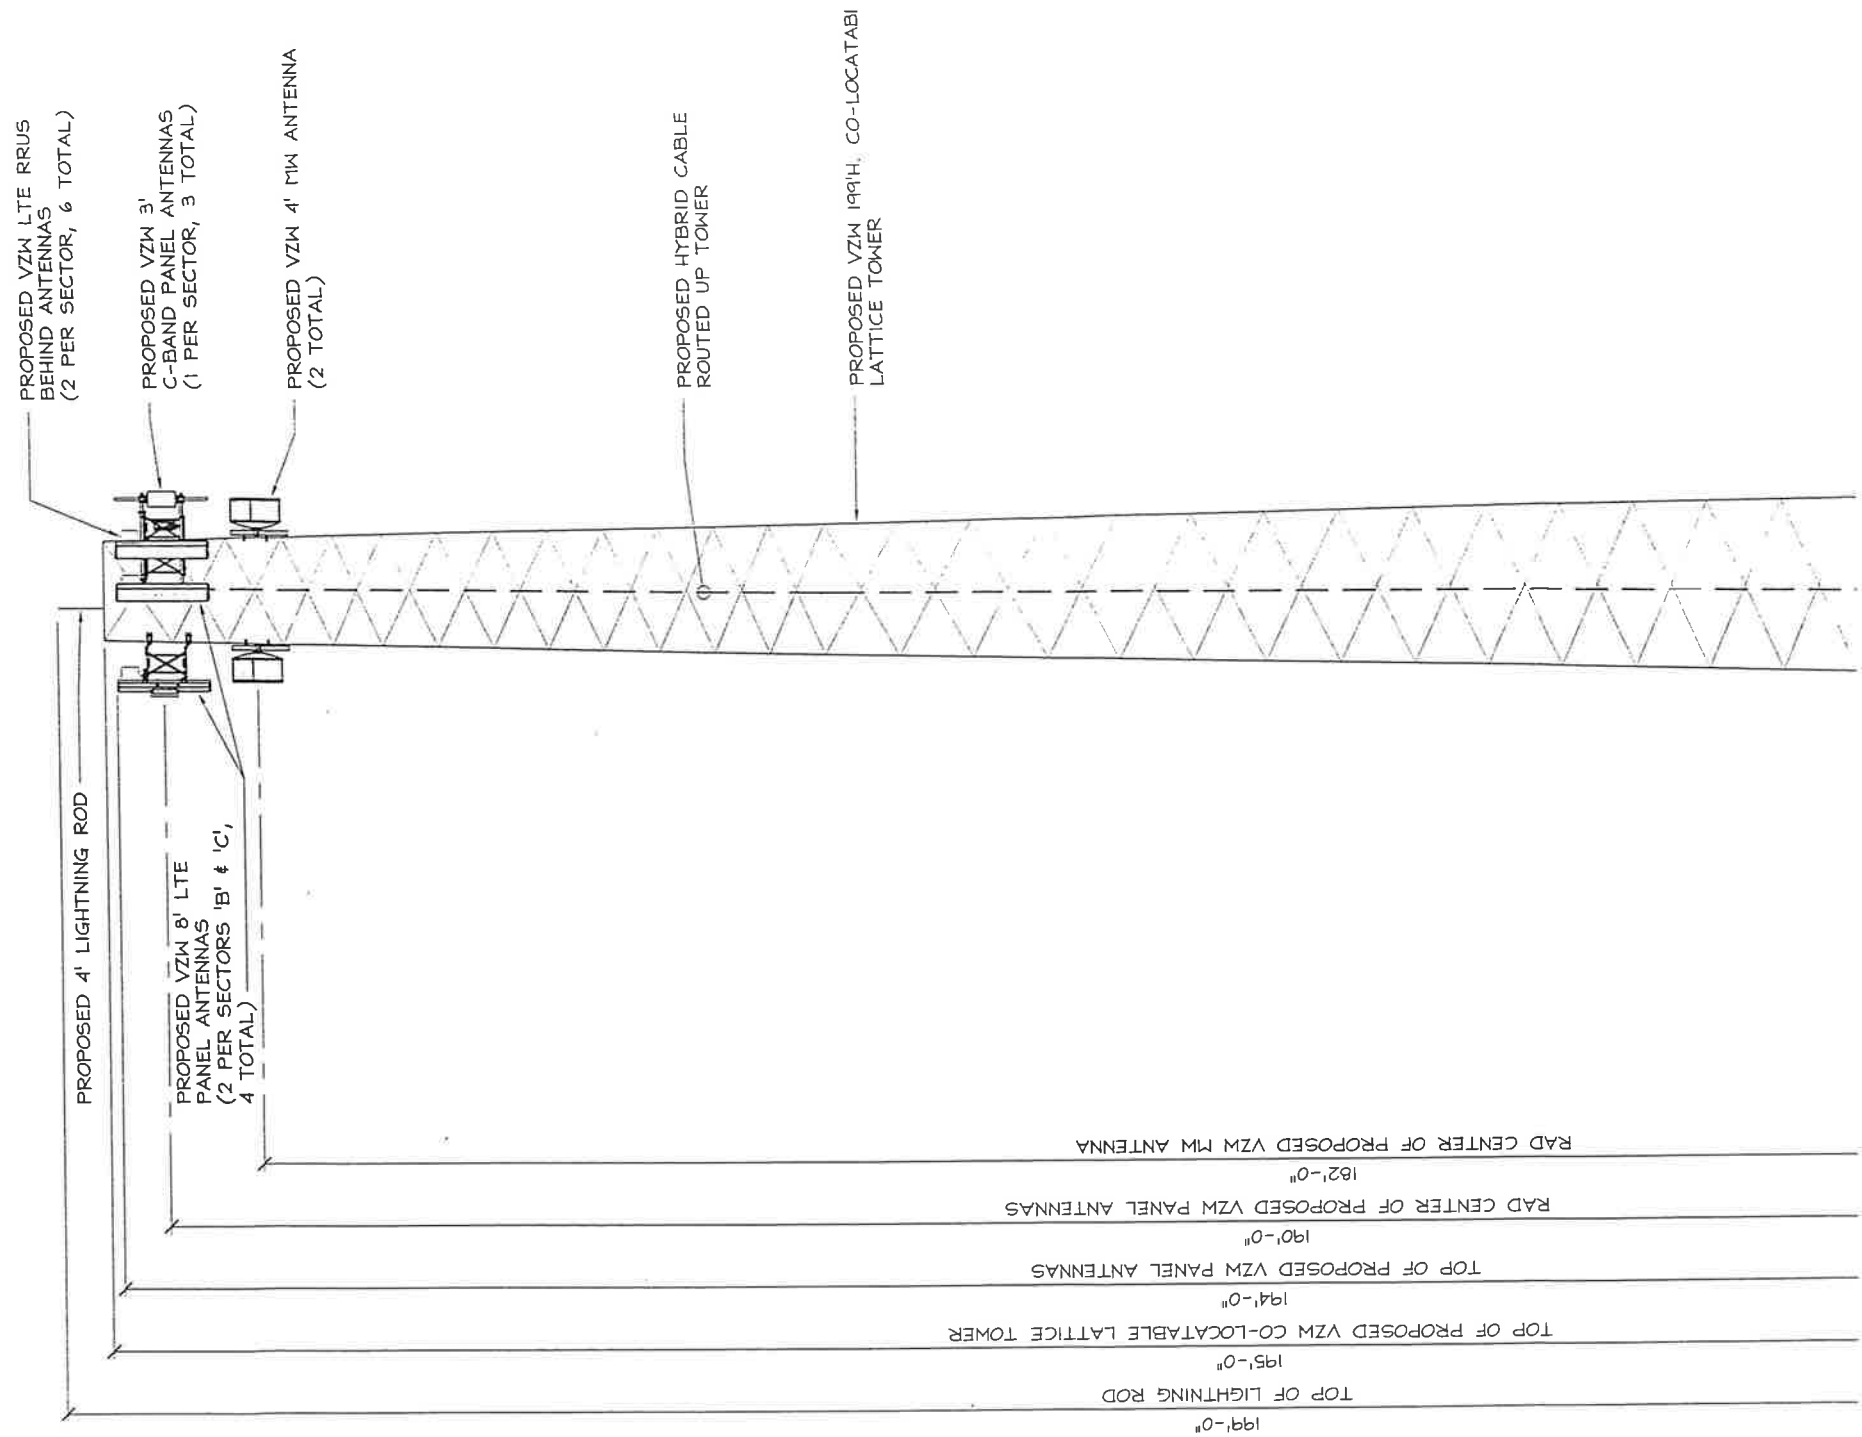 PROPOSED VZW LTE RRUS
BEHIND ANTENNAS
(2 PER SECTOR, 6 TOTAL)
PROPOSED VZW 3'
C-BAND PANEL ANTENNAS
(1 PER SECTOR, 3 TOTAL)
PROPOSED VZW 4' MW ANTENNA
(2 TOTAL)
PROPOSED HYBRID CABLE
ROUTED UP TOWER
PROPOSED VZW 199'H. CO-LOCATABL
LATTICE TOWER
PROPOSED 4' LIGHTNING ROD
PROPOSED VZW 8' LTE
PANEL ANTENNAS
(2 PER SECTORS 'B' & 'C',
4 TOTAL)
RAD CENTER OF PROPOSED VZW MW ANTENNA
182'-0"
RAD CENTER OF PROPOSED VZW PANEL ANTENNAS
190'-0"
TOP OF PROPOSED VZW PANEL ANTENNAS
194'-0"
TOP OF PROPOSED VZW CO-LOCATABLE LATTICE TOWER
195'-0"
TOP OF LIGHTNING ROD
199'-0"